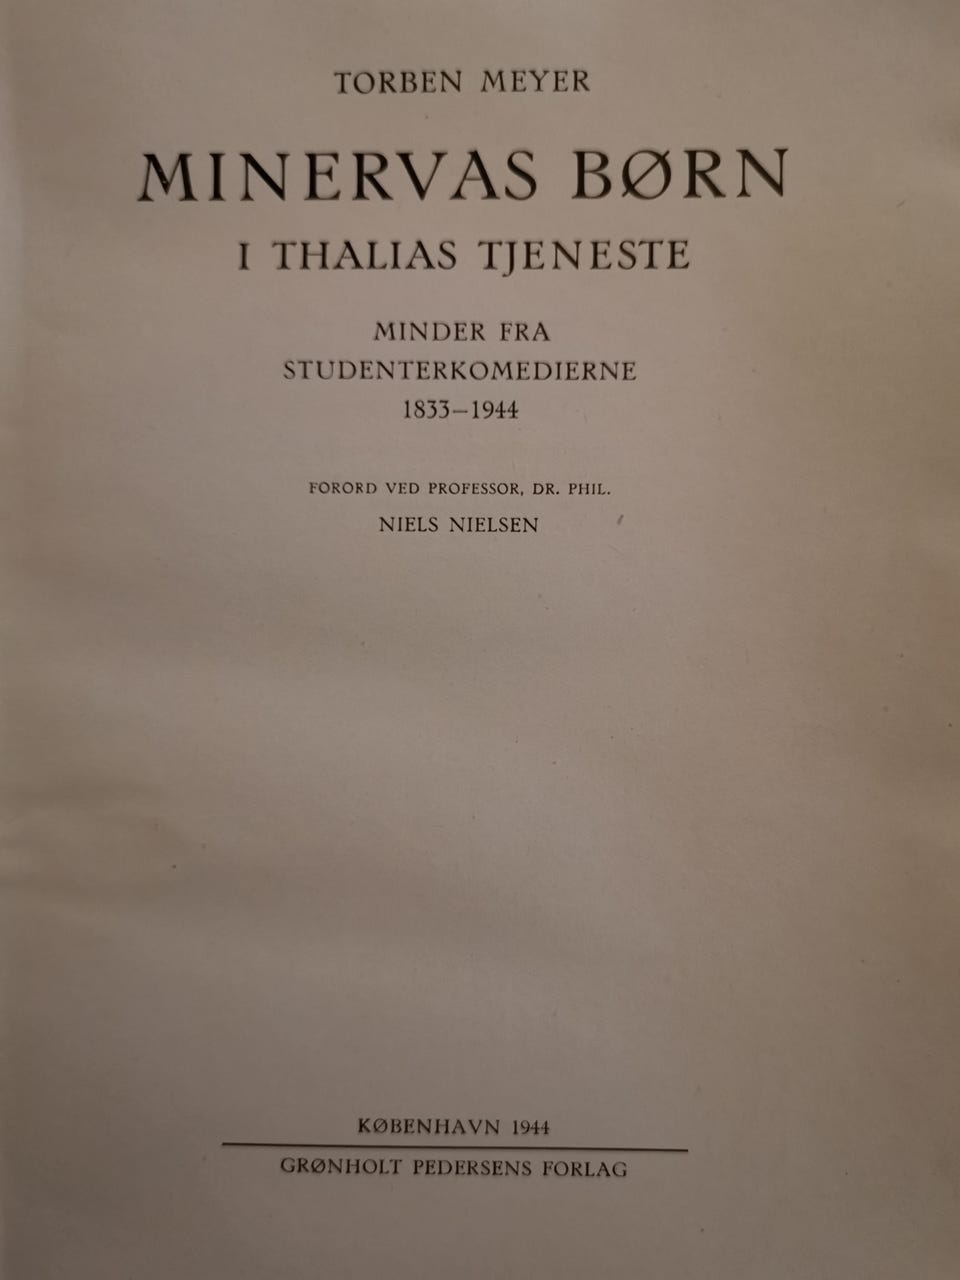 TORBEN MEYER
MINERVAS BØRN
I THALIAS TJENESTE
MINDER FRA
STUDENTERKOMEDIERNE
1833–1944
FORORD VED PROFESSOR, DR. PHIL.
NIELS NIELSEN
KØBENHAVN 1944
GRØNHOLT PEDERSENS FORLAG